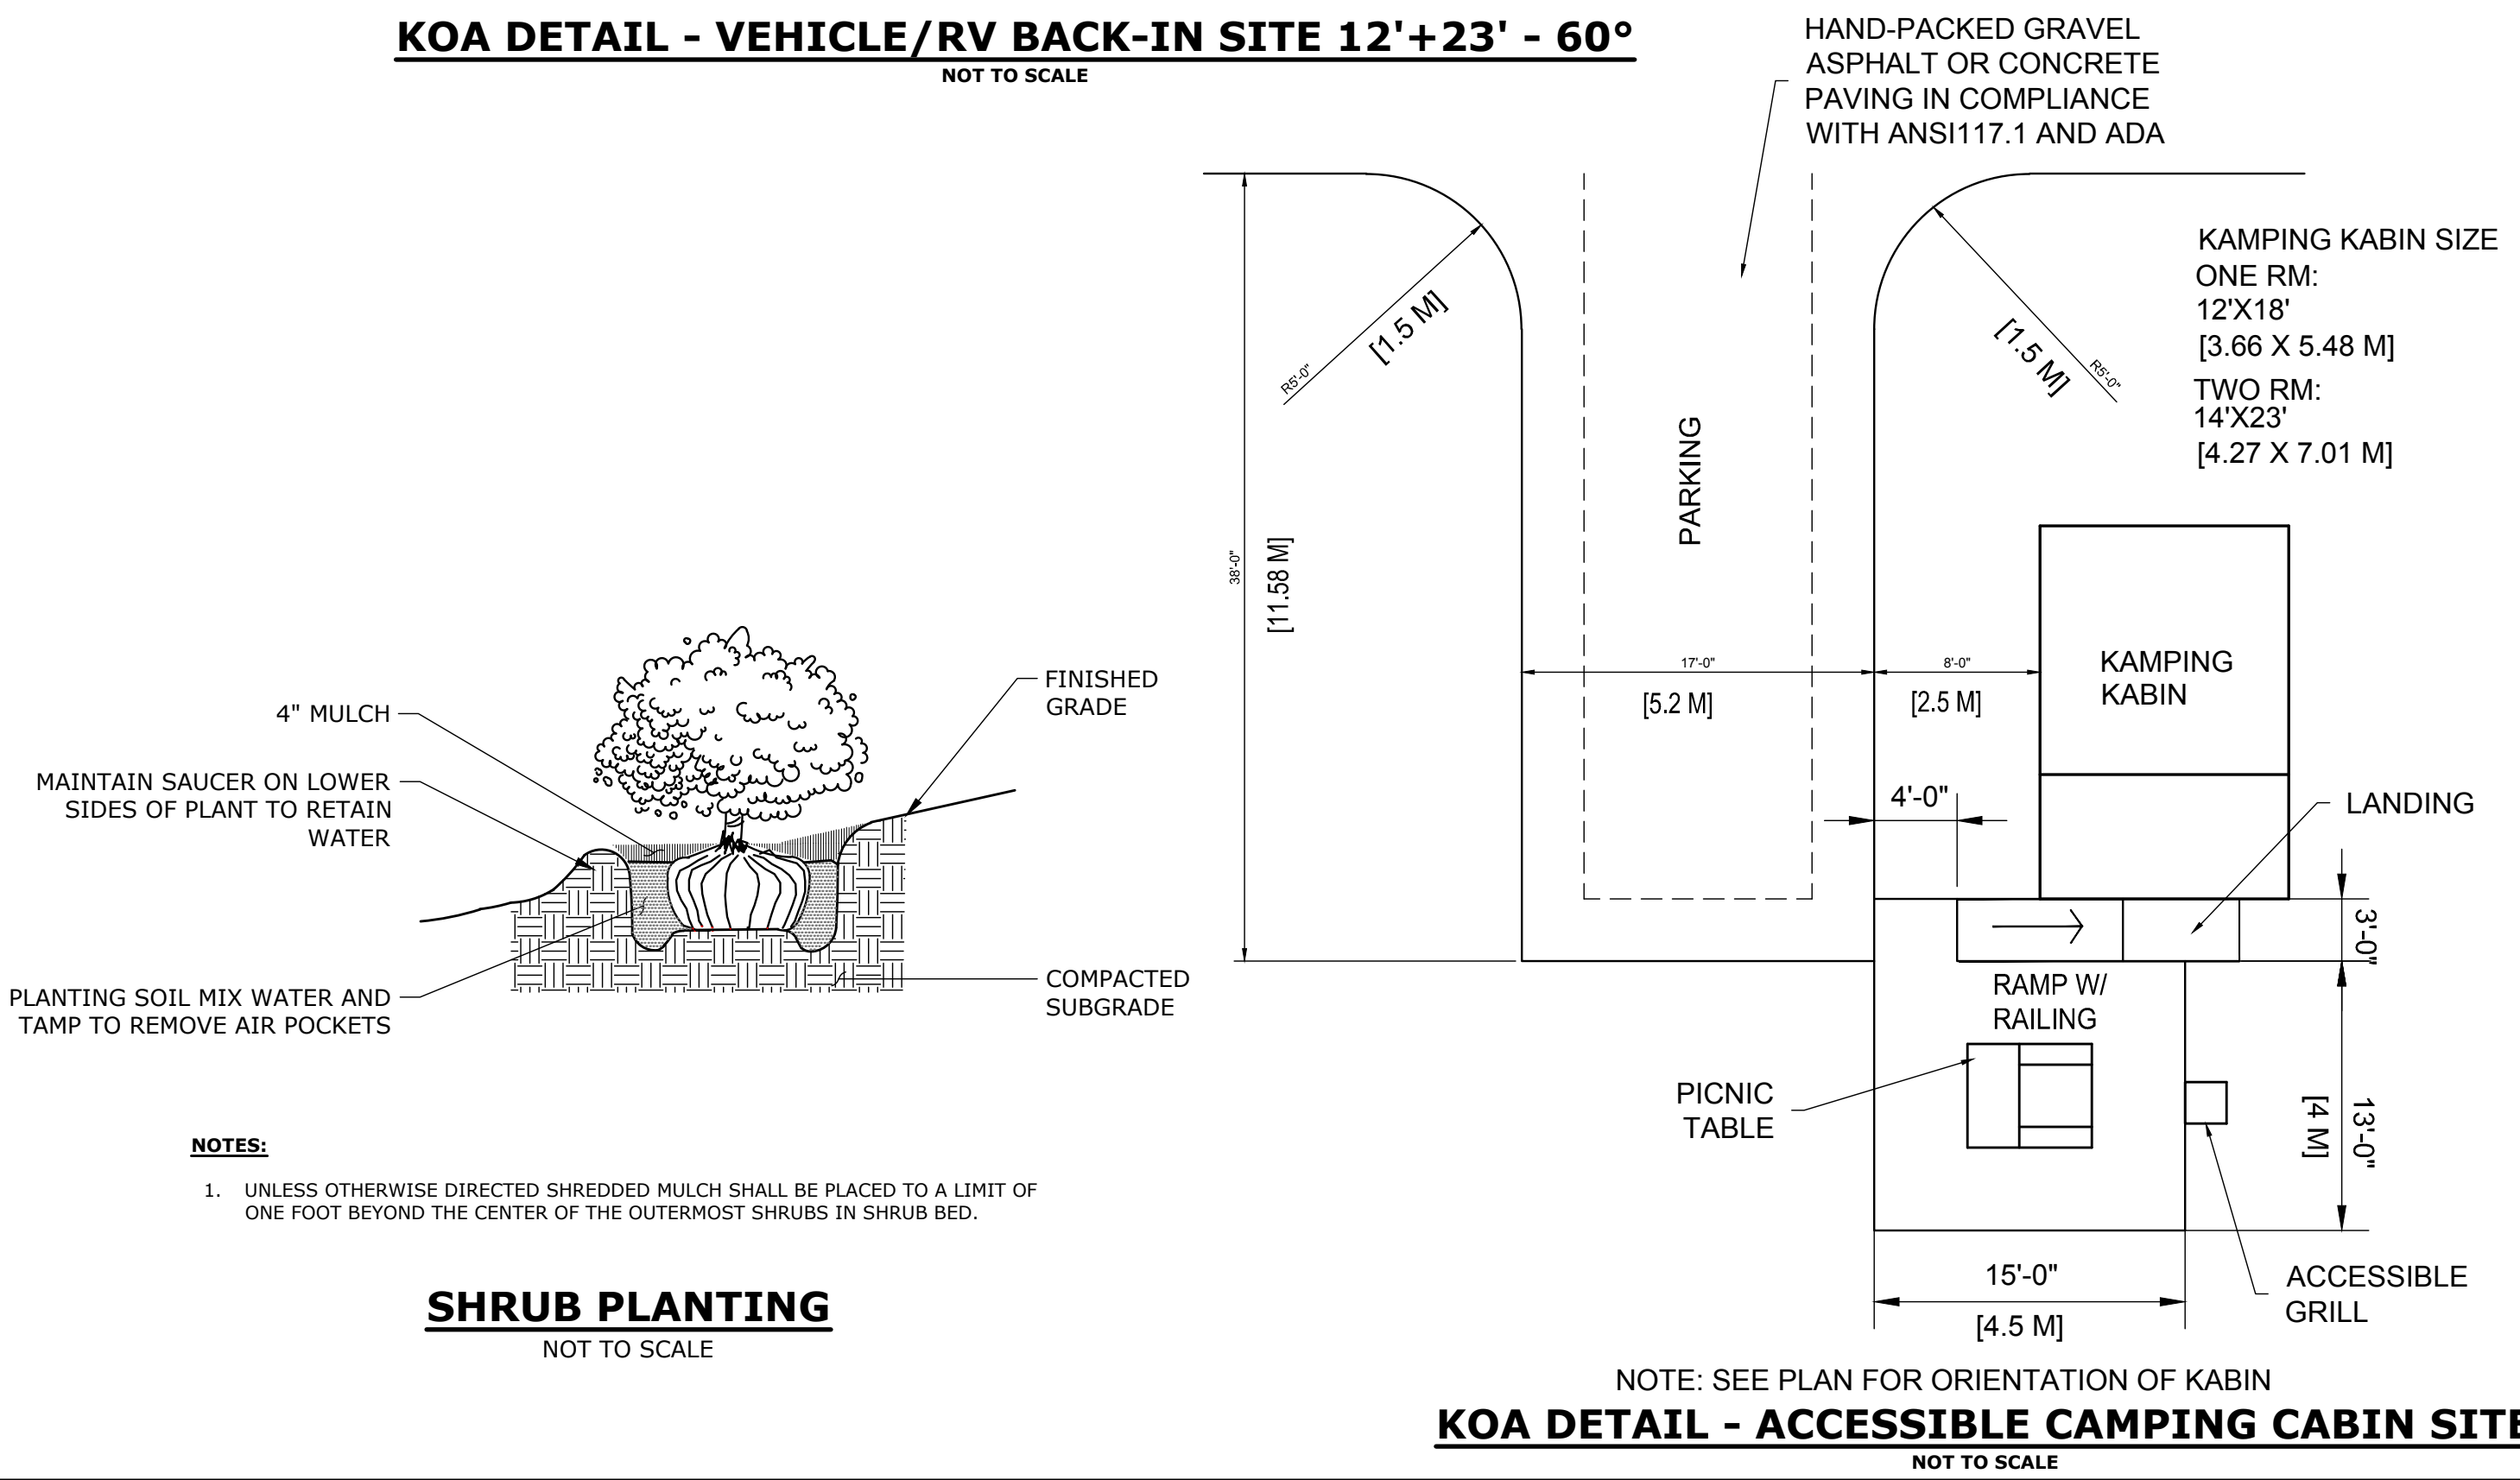 KOA DETAIL - VEHICLE/RV BACK-IN SITE 12'+23' - 60°
NOT TO SCALE
4" MULCH
MAINTAIN SAUCER ON LOWER
SIDES OF PLANT TO RETAIN
WATER
PLANTING SOIL MIX WATER AND
TAMP TO REMOVE AIR POCKETS
FINISHED
GRADE
COMPACTED
SUBGRADE
NOTES:
1. UNLESS OTHERWISE DIRECTED SHREDDED MULCH SHALL BE PLACED TO A LIMIT OF
ONE FOOT BEYOND THE CENTER OF THE OUTERMOST SHRUBS IN SHRUB BED.
SHRUB PLANTING
NOT TO SCALE
HAND-PACKED GRAVEL
ASPHALT OR CONCRETE
PAVING IN COMPLIANCE
WITH ANSI117.1 AND ADA
R5'-0"
[1.5 M]
[1.5 M]
R5'-0"
KAMPING KABIN SIZE
ONE RM:
12'X18'
[3.66 X 5.48 M]
TWO RM:
14'X23'
[4.27 X 7.01 M]
38'-0"
[11.58 M]
PARKING
17'-0"
[5.2 M]
8'-0"
[2.5 M]
KAMPING
KABIN
4'-0"
LANDING
3'-0"
RAMP W/
RAILING
PICNIC
TABLE
13'-0"
[4 M]
15'-0"
[4.5 M]
ACCESSIBLE
GRILL
NOTE: SEE PLAN FOR ORIENTATION OF KABIN
KOA DETAIL - ACCESSIBLE CAMPING CABIN SITE
NOT TO SCALE